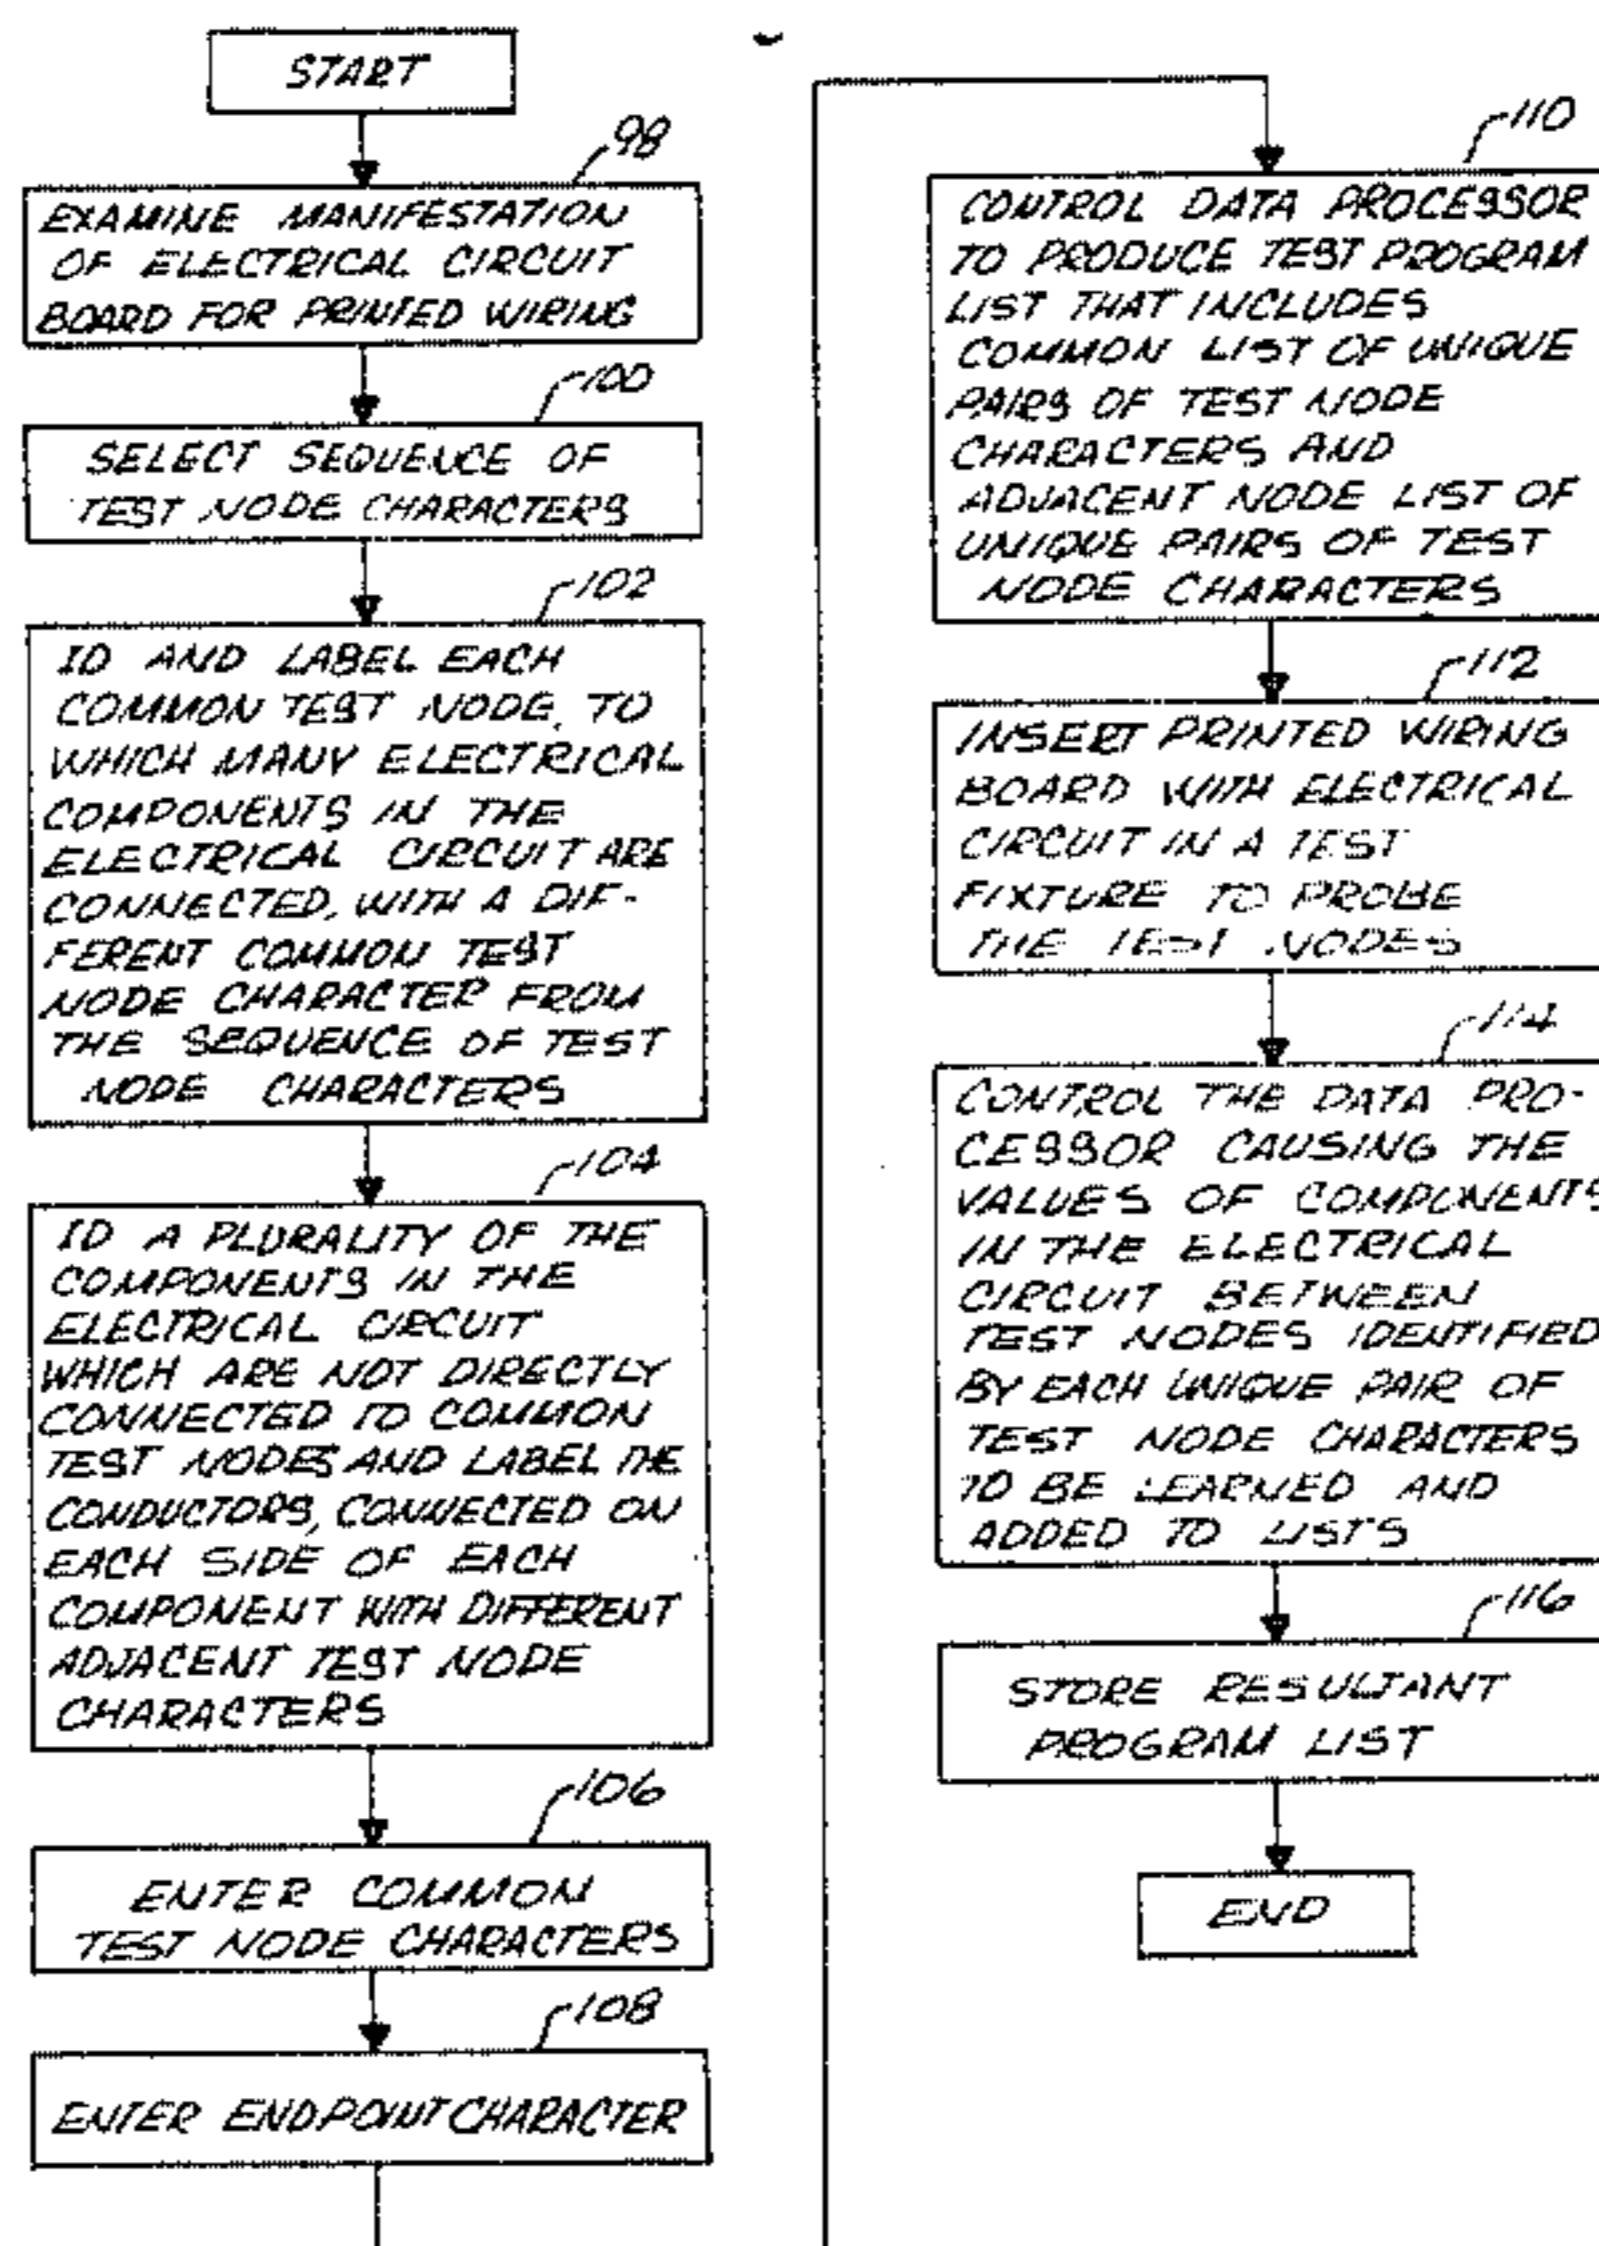 START
98
EXAMINE MANIFESTATION
OF ELECTRICAL CIRCUIT
BOARD FOR PRINTED WIRING
100
SELECT SEQUENCE OF
TEST NODE CHARACTERS
102
ID AND LABEL EACH
COMMON TEST NODE, TO
WHICH MANY ELECTRICAL
COMPONENTS IN THE
ELECTRICAL CIRCUIT ARE
CONNECTED, WITH A DIF-
FERENT COMMON TEST
NODE CHARACTER FROM
THE SEQUENCE OF TEST
NODE CHARACTERS
104
ID A PLURALITY OF THE
COMPONENTS IN THE
ELECTRICAL CIRCUIT
WHICH ARE NOT DIRECTLY
CONNECTED TO COMMON
TEST NODES AND LABEL THE
CONDUCTORS, CONNECTED ON
EACH SIDE OF EACH
COMPONENT WITH DIFFERENT
ADJACENT TEST NODE
CHARACTERS
106
ENTER COMMON
TEST NODE CHARACTERS
108
ENTER ENDPOINT CHARACTER
110
CONTROL DATA PROCESSOR
TO PRODUCE TEST PROGRAM
LIST THAT INCLUDES
COMMON LIST OF UNIQUE
PAIRS OF TEST NODE
CHARACTERS AND
ADJACENT NODE LIST OF
UNIQUE PAIRS OF TEST
NODE CHARACTERS
112
INSERT PRINTED WIRING
BOARD WITH ELECTRICAL
CIRCUIT IN A TEST
FIXTURE TO PROBE
THE TEST NODES
114
CONTROL THE DATA PRO-
CESSOR CAUSING THE
VALUES OF COMPONENTS
IN THE ELECTRICAL
CIRCUIT BETWEEN
TEST NODES IDENTIFIED
BY EACH UNIQUE PAIR OF
TEST NODE CHARACTERS
TO BE LEARNED AND
ADDED TO LISTS
116
STORE RESULTANT
PROGRAM LIST
END